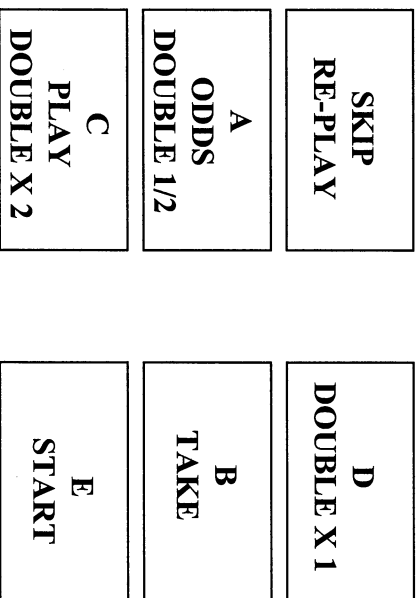 SKIP
RE-PLAY
D
DOUBLE X 1
A
ODDS
DOUBLE 1/2
B
TAKE
C
PLAY
DOUBLE X 2
E
START